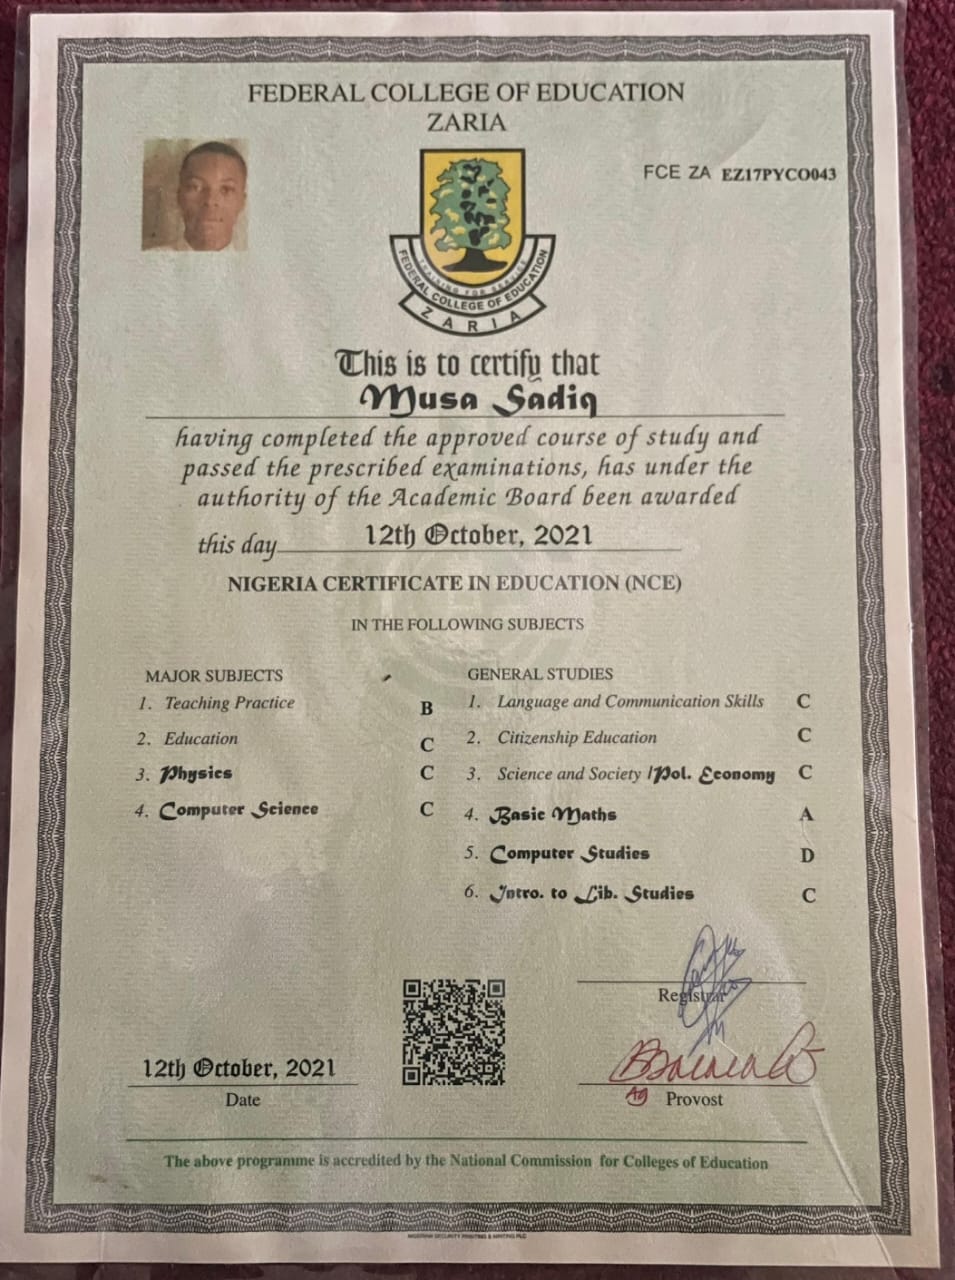 FEDERAL COLLEGE OF EDUCATION
ZARIA
FCE ZA EZ17PYCO043
TRAINING FOR SERVICE
FEDERAL COLLEGE OF EDUCATION
ZARIA
This is to certify that
Musa Sadiq
having completed the approved course of study and
passed the prescribed examinations, has under the
authority of the Academic Board been awarded
this day 12th October, 2021
NIGERIA CERTIFICATE IN EDUCATION (NCE)
IN THE FOLLOWING SUBJECTS
MAJOR SUBJECTS
1. Teaching Practice B
2. Education C
3. Physics C
4. Computer Science C
GENERAL STUDIES
1. Language and Communication Skills C
2. Citizenship Education C
3. Science and Society / Pol. Economy C
4. Basic Maths A
5. Computer Studies D
6. Intro. to Lib. Studies C
Registrar
12th October, 2021
Date
Ag Provost
The above programme is accredited by the National Commission for Colleges of Education
NIGERIAN SECURITY PRINTING & MINTING PLC